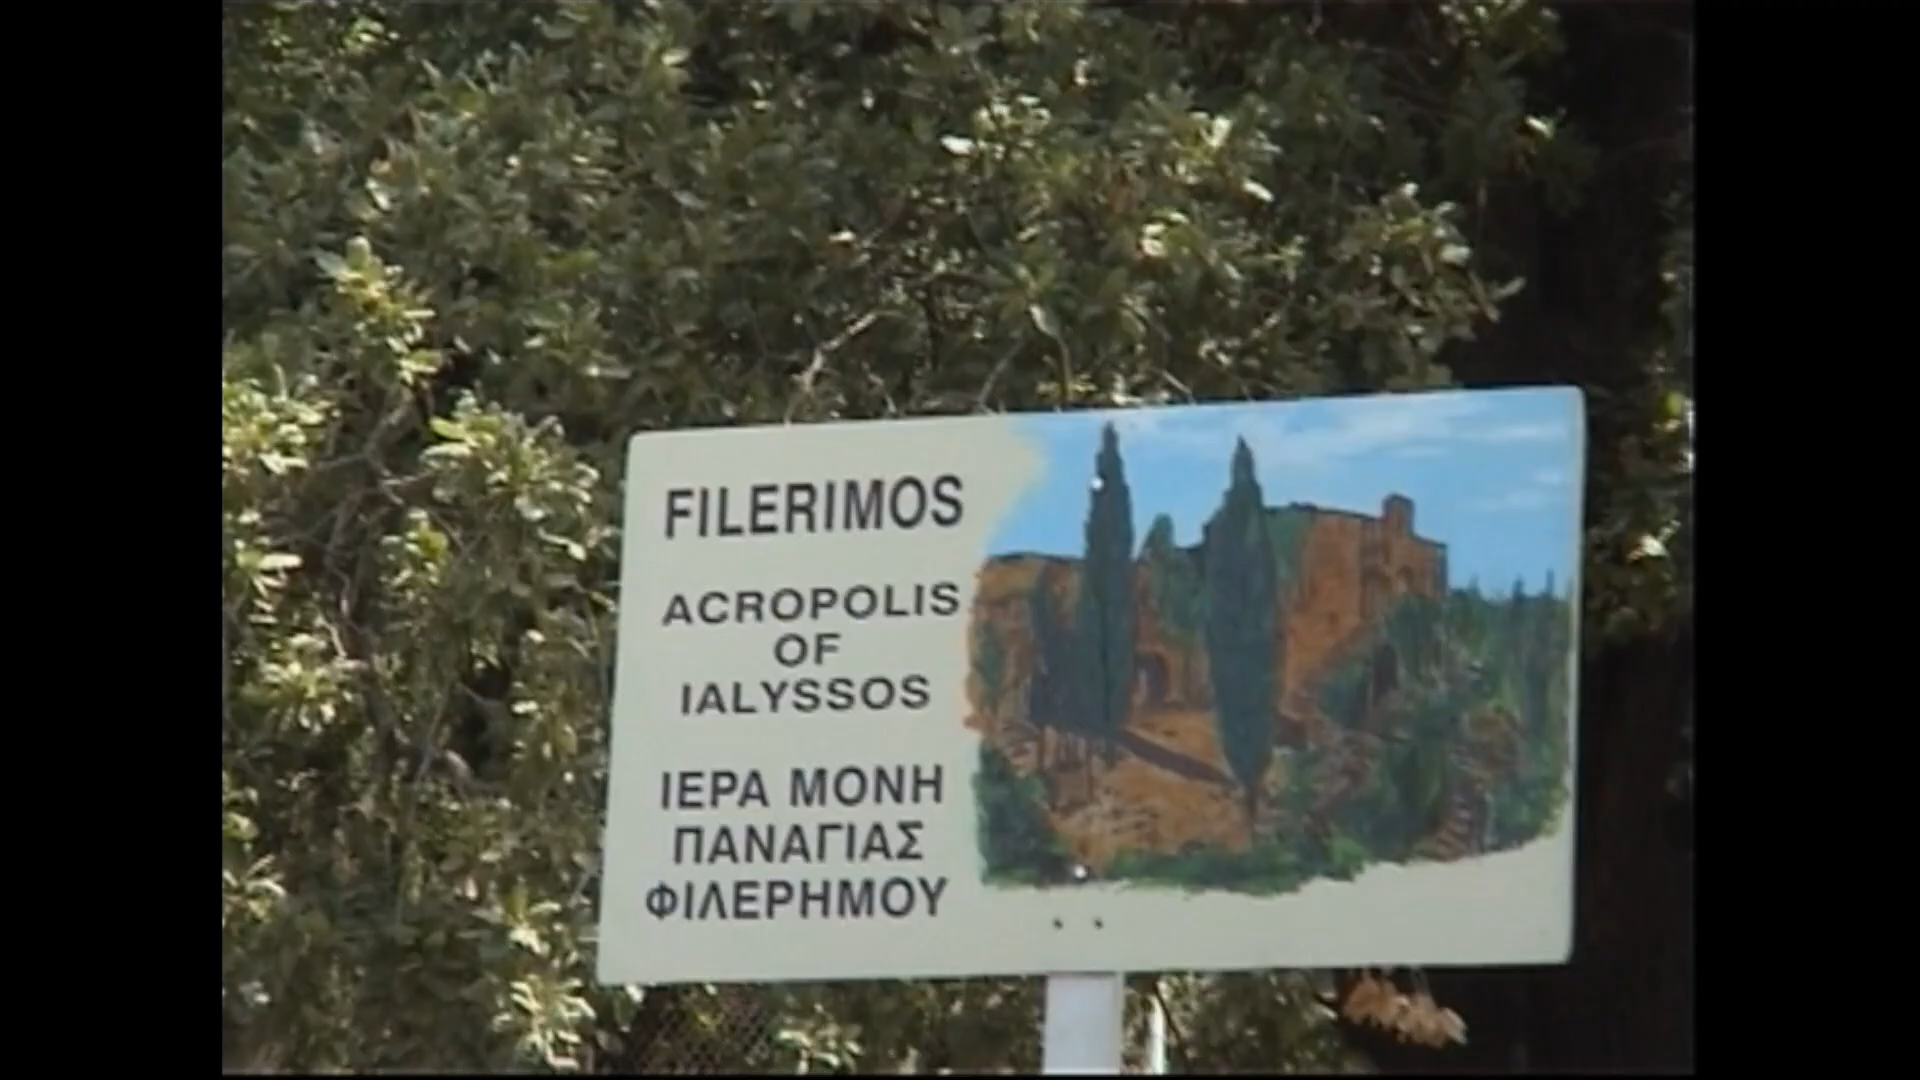 FILERIMOS
ACROPOLIS
OF
IALYSSOS
ΙΕΡΑ ΜΟΝΗ
ΠΑΝΑΓΙΑΣ
ΦΙΛΕΡΗΜΟΥ